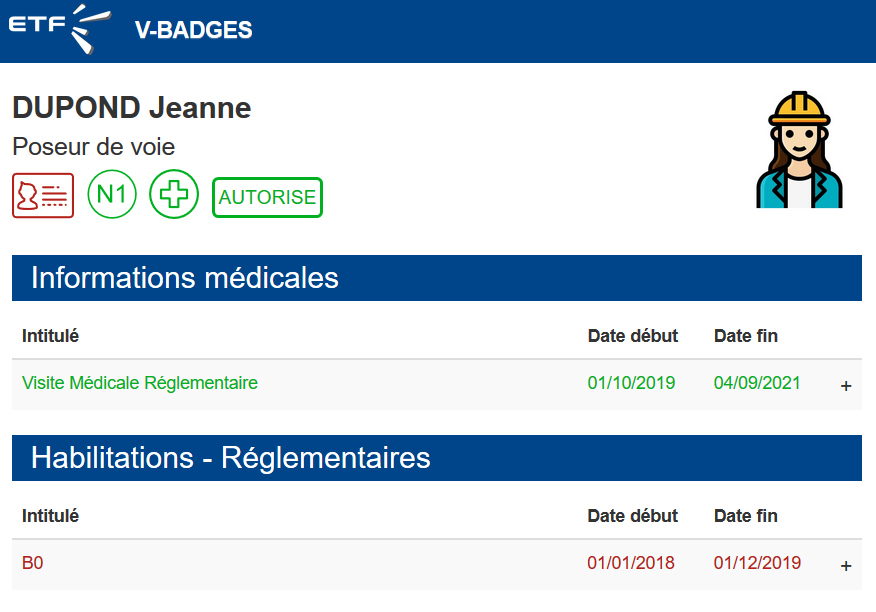 ETF V-BADGES
DUPOND Jeanne
Poseur de voie
N1 AUTORISE
Informations médicales
Intitulé Date début Date fin
Visite Médicale Réglementaire 01/10/2019 04/09/2021 +
Habilitations - Réglementaires
Intitulé Date début Date fin
B0 01/01/2018 01/12/2019 +